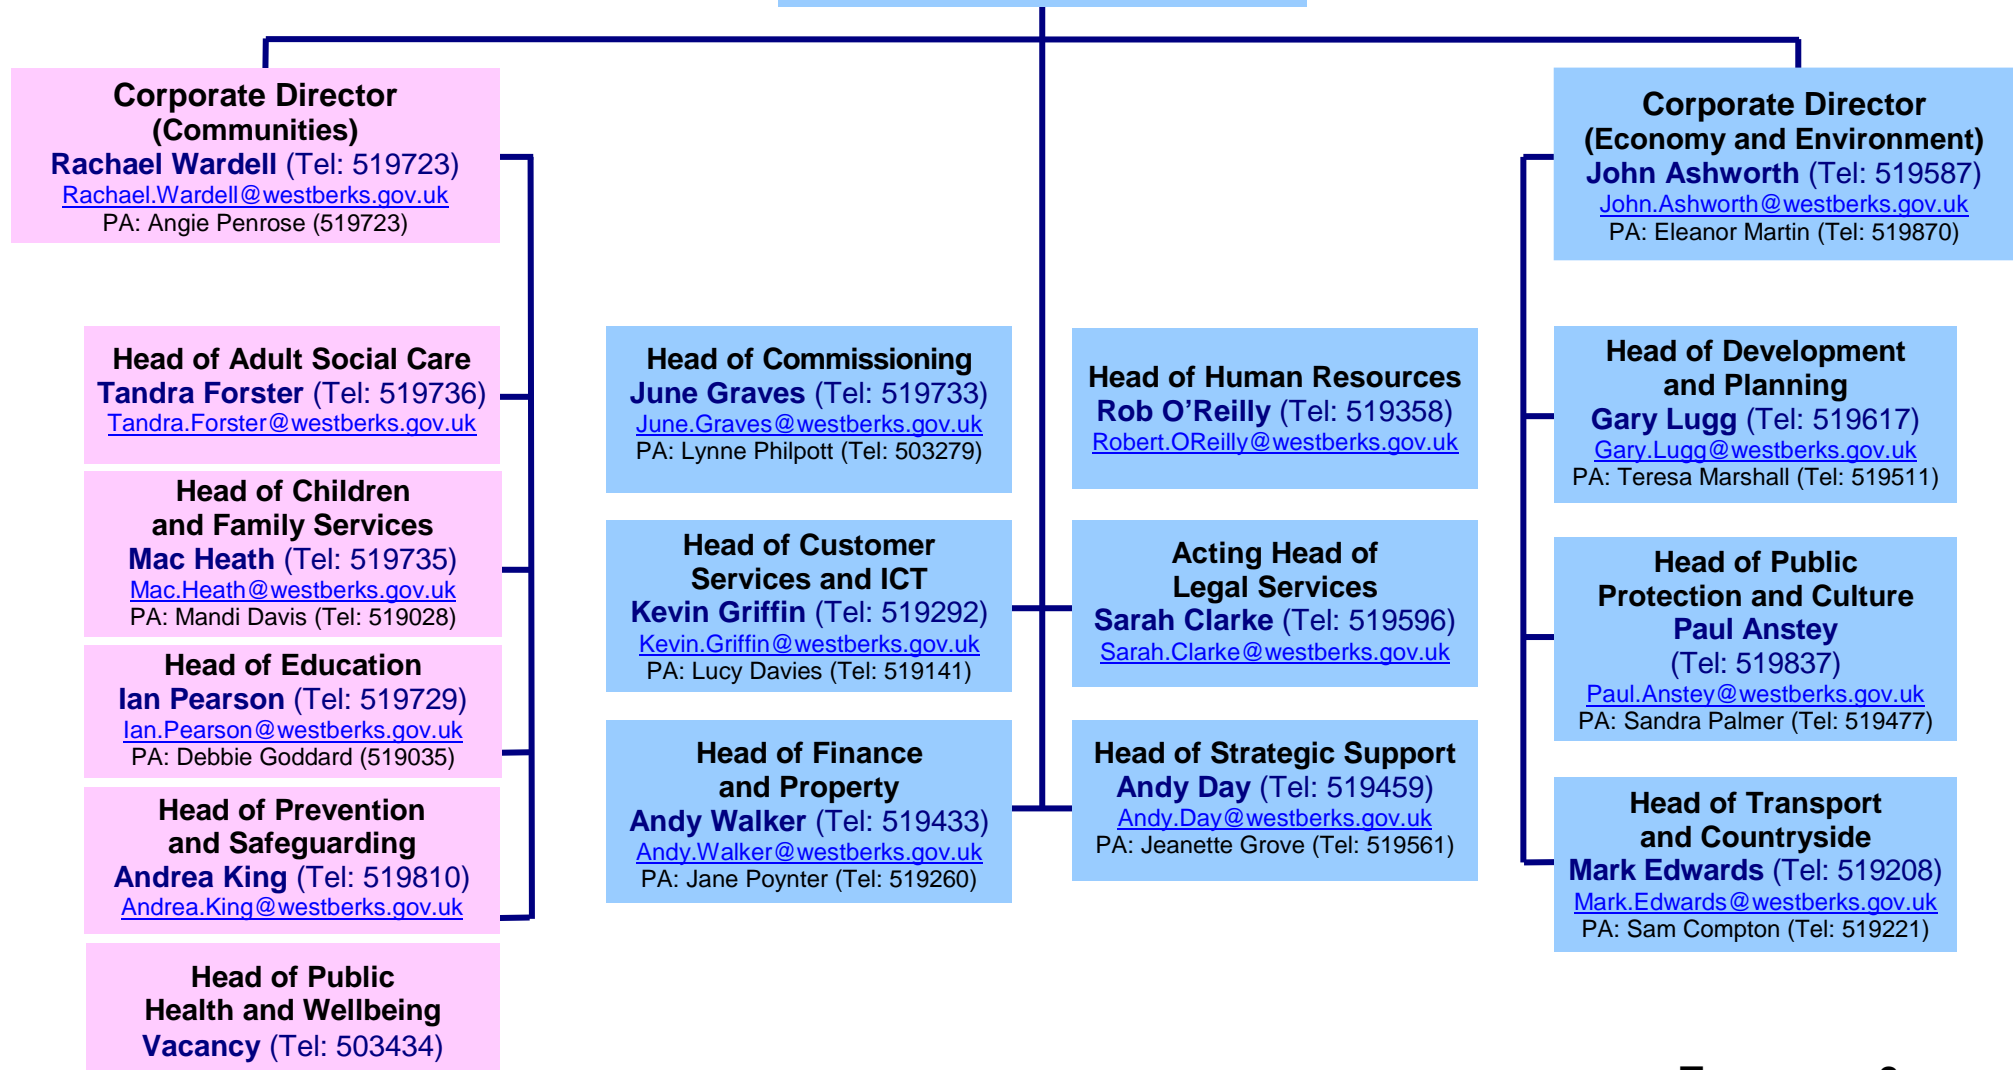 Corporate Director
(Communities)
Rachael Wardell (Tel: 519723)
Rachael.Wardell@westberks.gov.uk
PA: Angie Penrose (519723)
Corporate Director
(Economy and Environment)
John Ashworth (Tel: 519587)
John.Ashworth@westberks.gov.uk
PA: Eleanor Martin (Tel: 519870)
Head of Adult Social Care
Tandra Forster (Tel: 519736)
Tandra.Forster@westberks.gov.uk
Head of Children
and Family Services
Mac Heath (Tel: 519735)
Mac.Heath@westberks.gov.uk
PA: Mandi Davis (Tel: 519028)
Head of Education
Ian Pearson (Tel: 519729)
Ian.Pearson@westberks.gov.uk
PA: Debbie Goddard (519035)
Head of Prevention
and Safeguarding
Andrea King (Tel: 519810)
Andrea.King@westberks.gov.uk
Head of Public
Health and Wellbeing
Vacancy (Tel: 503434)
Head of Commissioning
June Graves (Tel: 519733)
June.Graves@westberks.gov.uk
PA: Lynne Philpott (Tel: 503279)
Head of Customer
Services and ICT
Kevin Griffin (Tel: 519292)
Kevin.Griffin@westberks.gov.uk
PA: Lucy Davies (Tel: 519141)
Head of Finance
and Property
Andy Walker (Tel: 519433)
Andy.Walker@westberks.gov.uk
PA: Jane Poynter (Tel: 519260)
Head of Human Resources
Rob O’Reilly (Tel: 519358)
Robert.OReilly@westberks.gov.uk
Acting Head of
Legal Services
Sarah Clarke (Tel: 519596)
Sarah.Clarke@westberks.gov.uk
Head of Strategic Support
Andy Day (Tel: 519459)
Andy.Day@westberks.gov.uk
PA: Jeanette Grove (Tel: 519561)
Head of Development
and Planning
Gary Lugg (Tel: 519617)
Gary.Lugg@westberks.gov.uk
PA: Teresa Marshall (Tel: 519511)
Head of Public
Protection and Culture
Paul Anstey
(Tel: 519837)
Paul.Anstey@westberks.gov.uk
PA: Sandra Palmer (Tel: 519477)
Head of Transport
and Countryside
Mark Edwards (Tel: 519208)
Mark.Edwards@westberks.gov.uk
PA: Sam Compton (Tel: 519221)